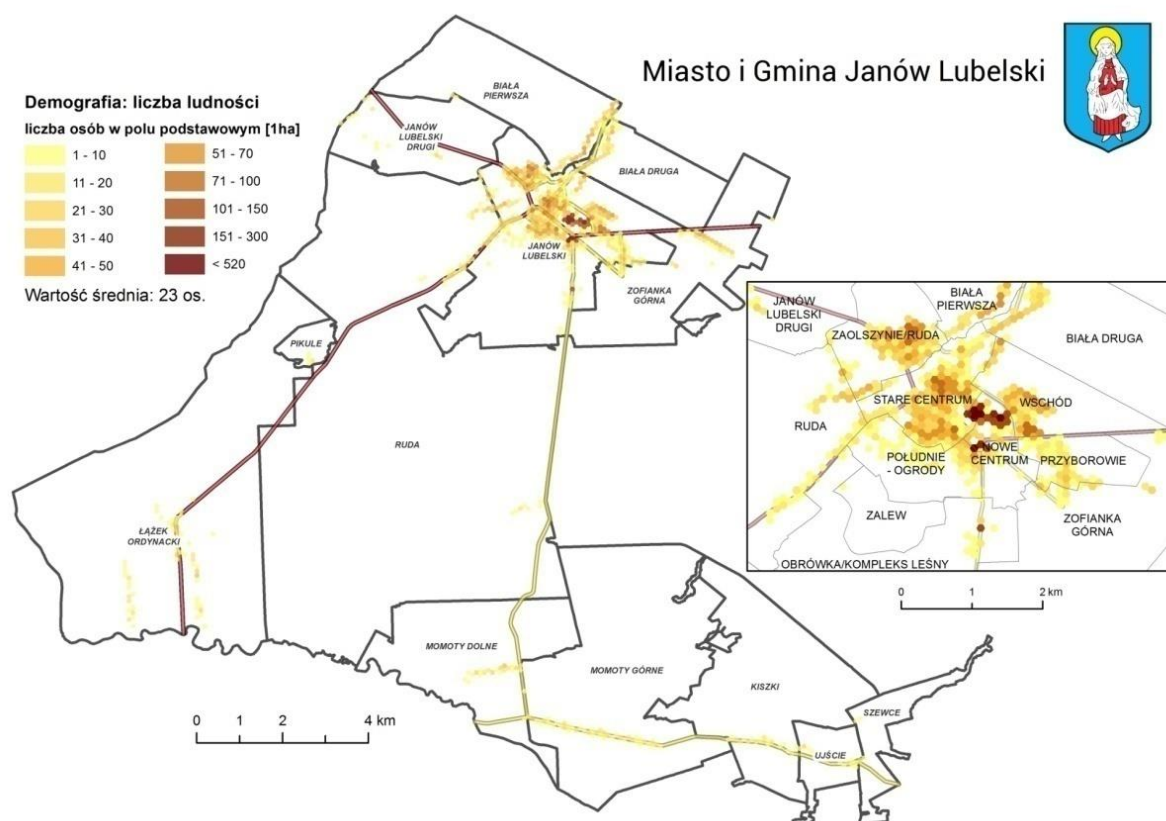 Miasto i Gmina Janów Lubelski
Demografia: liczba ludności
liczba osób w polu podstawowym [1ha]
1 - 10
11 - 20
21 - 30
31 - 40
41 - 50
51 - 70
71 - 100
101 - 150
151 - 300
< 520
Wartość średnia: 23 os.
BIAŁA
PIERWSZA
JANÓW
LUBELSKI
DRUGI
BIAŁA DRUGA
JANÓW
LUBELSKI
ZOFIANKA
GÓRNA
PIKULE
RUDA
ŁĄŻEK
ORDYNACKI
MOMOTY DOLNE
MOMOTY GÓRNE
KISZKI
SZEWCE
UJŚCIE
0 1 2 4 km
JANÓW
LUBELSKI
DRUGI
BIAŁA
PIERWSZA
ZAOLSZYNIE/RUDA
BIAŁA DRUGA
STARE CENTRUM
WSCHÓD
RUDA
POŁUDNIE
- OGRODY
NOWE
CENTRUM
PRZYBOROWIE
ZALEW
ZOFIANKA
GÓRNA
OBRÓWKA/KOMPLEKS LEŚNY
0 1 2 km